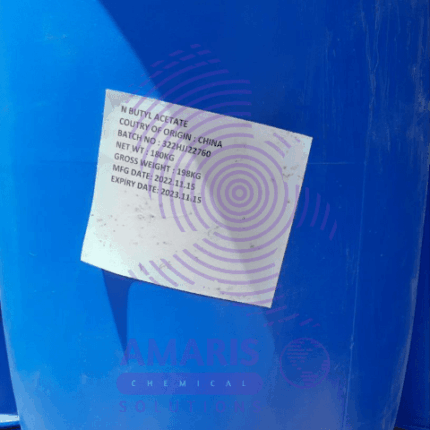 N BUTYL ACETATE
COUTRY OF ORIGIN : CHINA
BATCH NO : 322HJJ22760
NET WT : 180KG
GROSS WEIGHT : 198KG
MFG DATE: 2022.11.15
EXPIRY DATE: 2023.11.15
AMARIS
CHEMICAL
SOLUTIONS